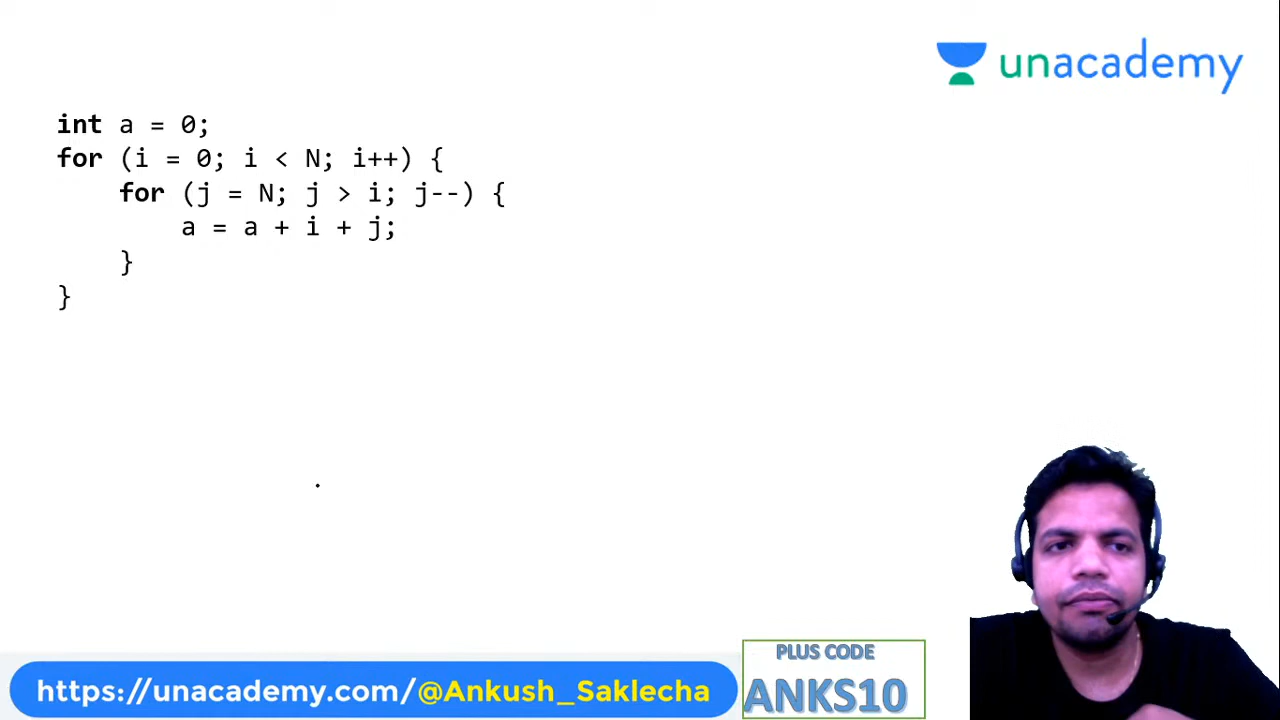 unacademy
int a = 0;
for (i = 0; i < N; i++) {
    for (j = N; j > i; j--) {
        a = a + i + j;
    }
}
https://unacademy.com/@Ankush_Saklecha
PLUS CODE
ANKS10